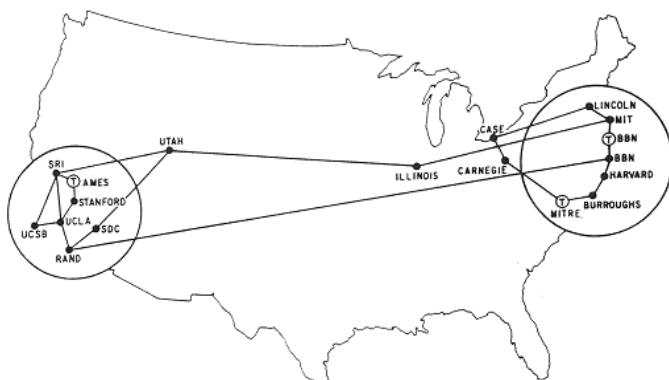 LINCOLN
MIT
CASE
T BBN
UTAH
BBN
SRI
ILLINOIS
CARNEGIE
HARVARD
T AMES
STANFORD
T
BURROUGHS
MITRE
UCLA
UCSB
SDC
RAND